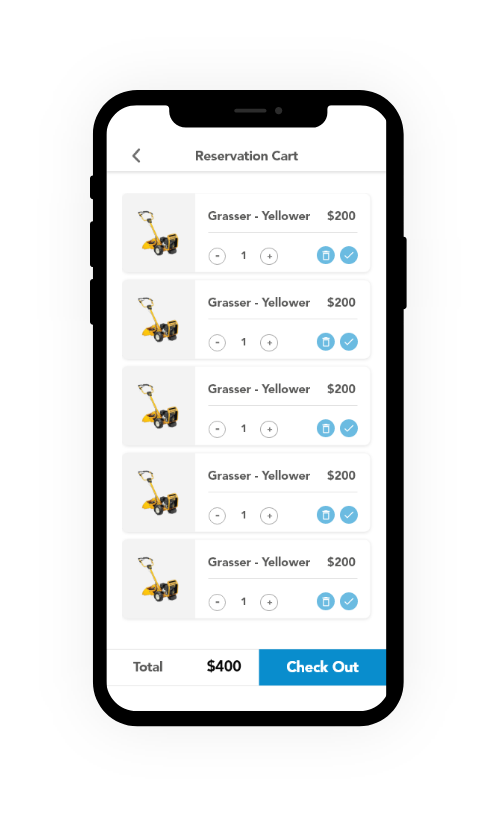 Reservation Cart
Grasser - Yellower $200
- 1 +
Grasser - Yellower $200
- 1 +
Grasser - Yellower $200
- 1 +
Grasser - Yellower $200
- 1 +
Grasser - Yellower $200
- 1 +
Total $400 Check Out